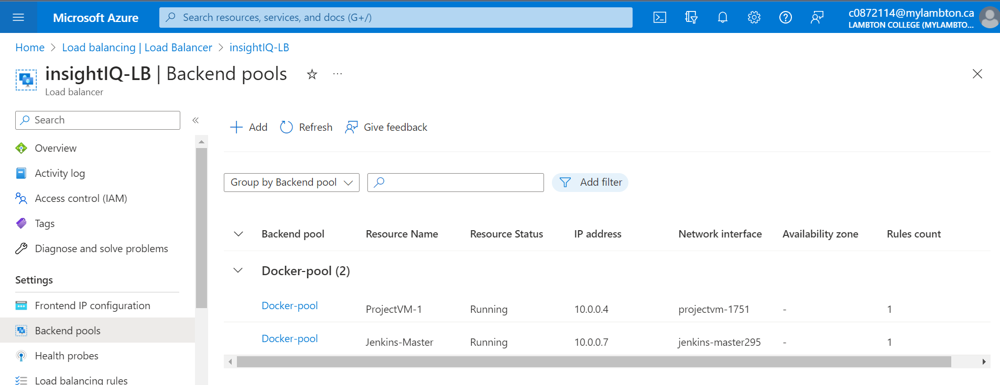 Microsoft Azure
Search resources, services, and docs (G+/)
c0872114@mylambton.ca
LAMBTON COLLEGE (MYLAMBTO...
Home > Load balancing | Load Balancer > insightIQ-LB
insightIQ-LB | Backend pools
Load balancer
Search
Add
Refresh
Give feedback
Overview
Activity log
Access control (IAM)
Tags
Diagnose and solve problems
Settings
Frontend IP configuration
Backend pools
Health probes
Load balancing rules
Group by Backend pool
Add filter
Backend pool Resource Name Resource Status IP address Network interface Availability zone Rules count
Docker-pool (2)
Docker-pool ProjectVM-1 Running 10.0.0.4 projectvm-1751 - 1
Docker-pool Jenkins-Master Running 10.0.0.7 jenkins-master295 - 1